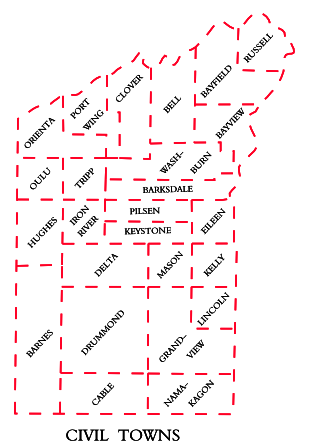 RUSSELL
BAYFIELD
CLOVER
BELL
PORT
WING
ORIENTA
BAYVIEW
WASH-
BURN
OULU
TRIPP
BARKSDALE
PILSEN
IRON
RIVER
HUGHES
EILEEN
KEYSTONE
DELTA
MASON
KELLY
LINCOLN
BARNES
DRUMMOND
GRAND-
VIEW
CABLE
NAMA-
KAGON
CIVIL TOWNS